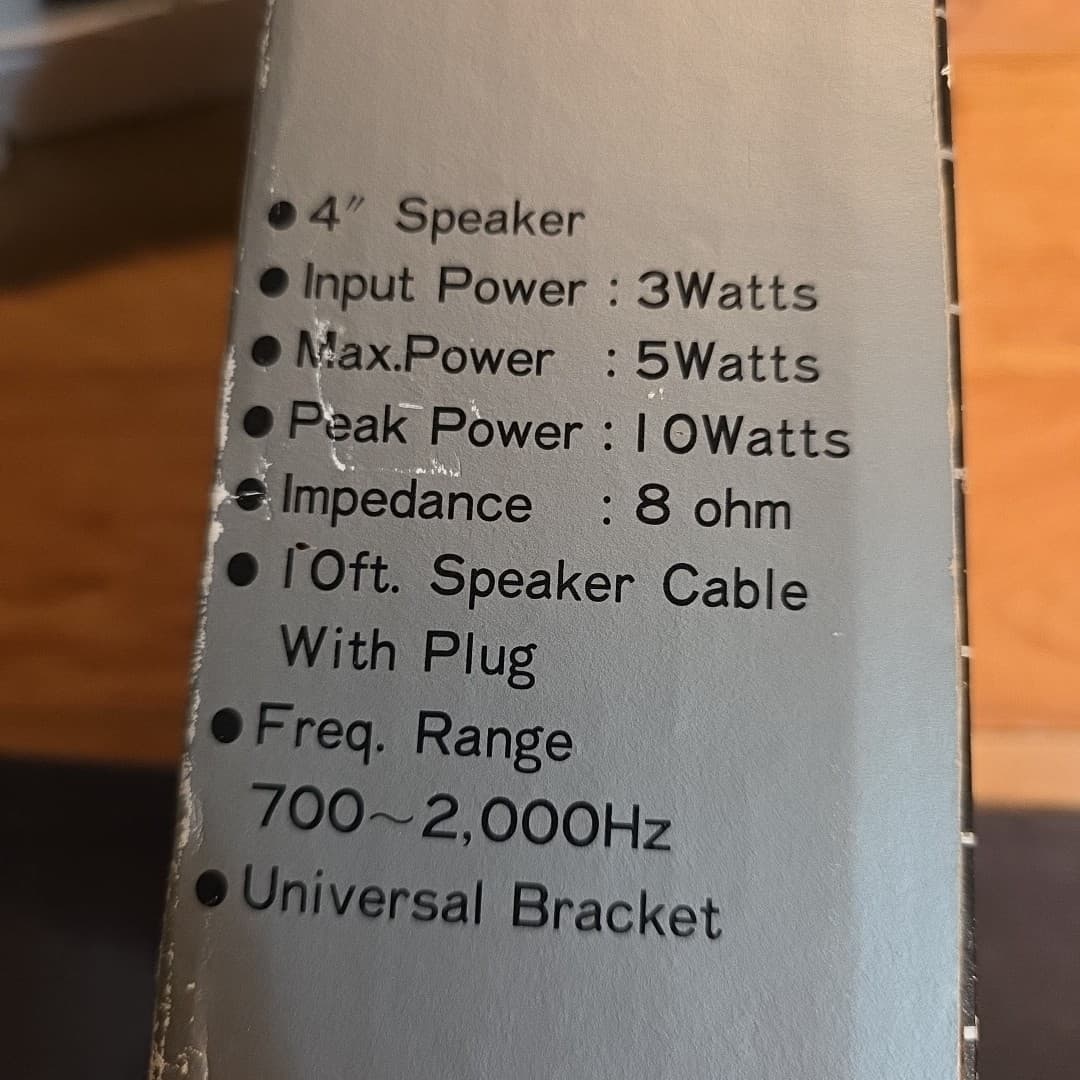 ● 4″ Speaker
● Input Power : 3Watts
● Max.Power : 5Watts
● Peak Power : 10Watts
● Impedance : 8 ohm
● 10ft. Speaker Cable
With Plug
● Freq. Range
700~2,000Hz
● Universal Bracket